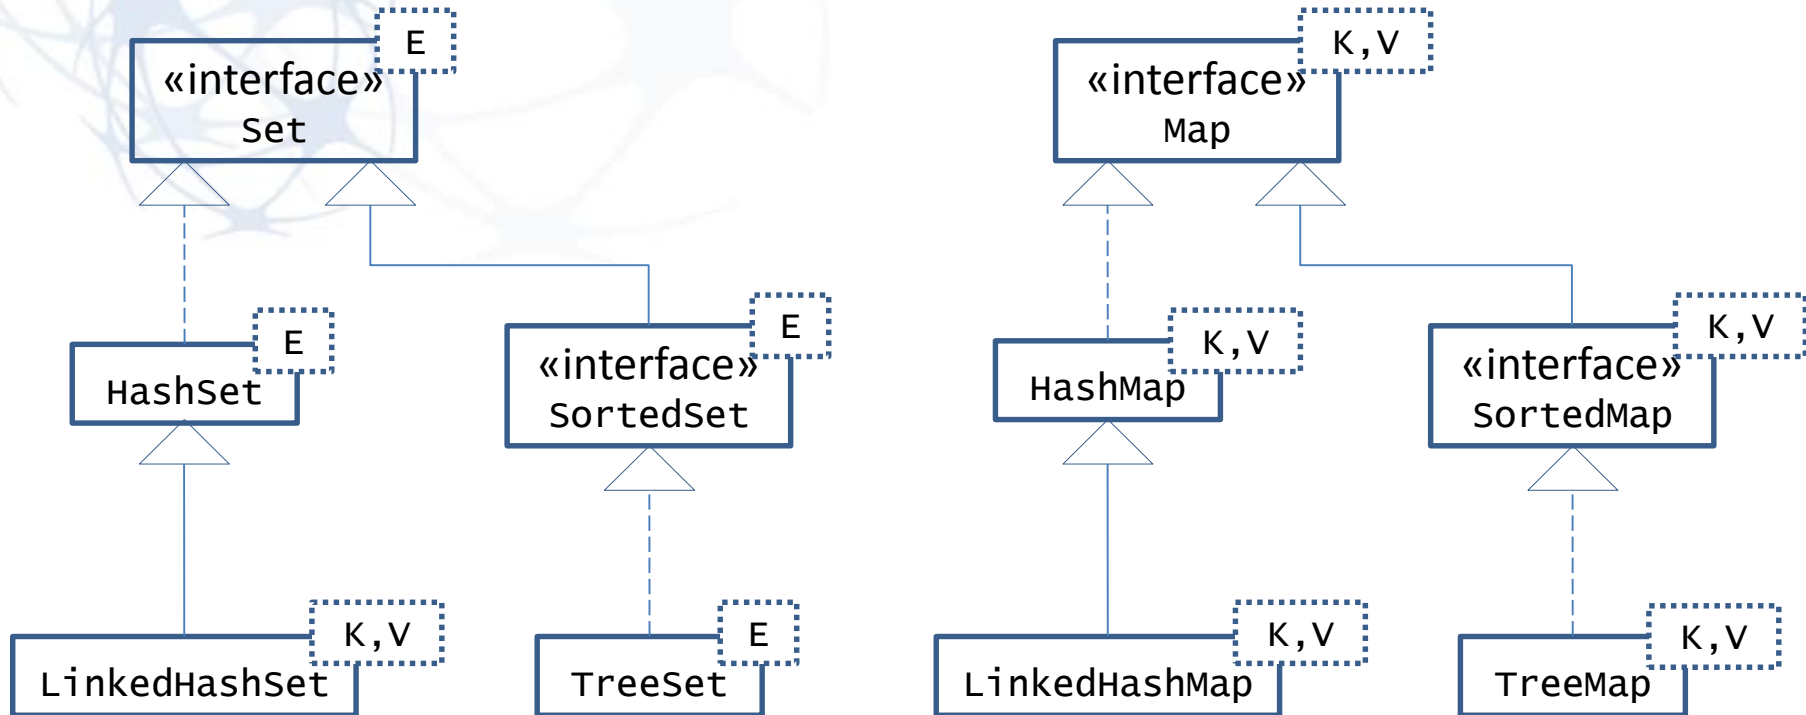 E
«interface»
Set
K,V
«interface»
Map
E
HashSet
E
«interface»
SortedSet
K,V
HashMap
K,V
«interface»
SortedMap
K,V
LinkedHashSet
E
TreeSet
K,V
LinkedHashMap
K,V
TreeMap